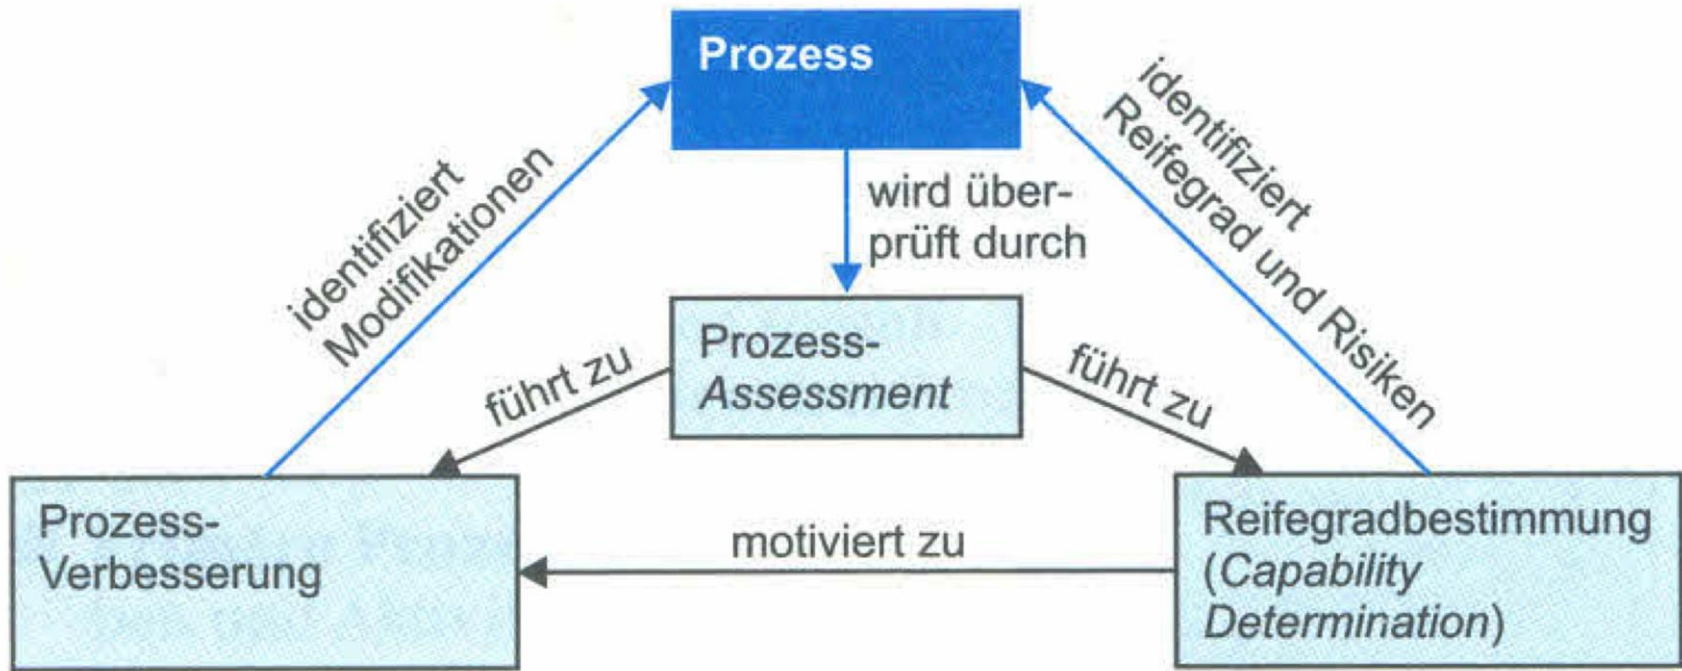 Prozess
identifiziert
Modifikationen
wird über-
prüft durch
identifiziert
Reifegrad und Risiken
Prozess-
Assessment
führt zu
führt zu
Prozess-
Verbesserung
motiviert zu
Reifegradbestimmung
(Capability
Determination)